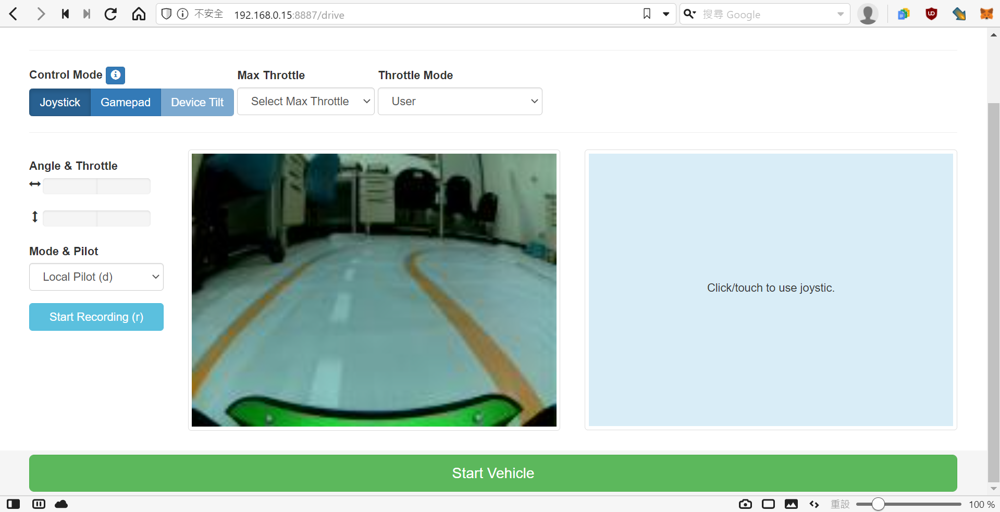 不安全 192.168.0.15:8887/drive 搜尋 Google
Control Mode Max Throttle Throttle Mode
Joystick Gamepad Device Tilt Select Max Throttle User
Angle & Throttle
Mode & Pilot
Local Pilot (d)
Start Recording (r)
Click/touch to use joystic.
Start Vehicle
重設 100 %